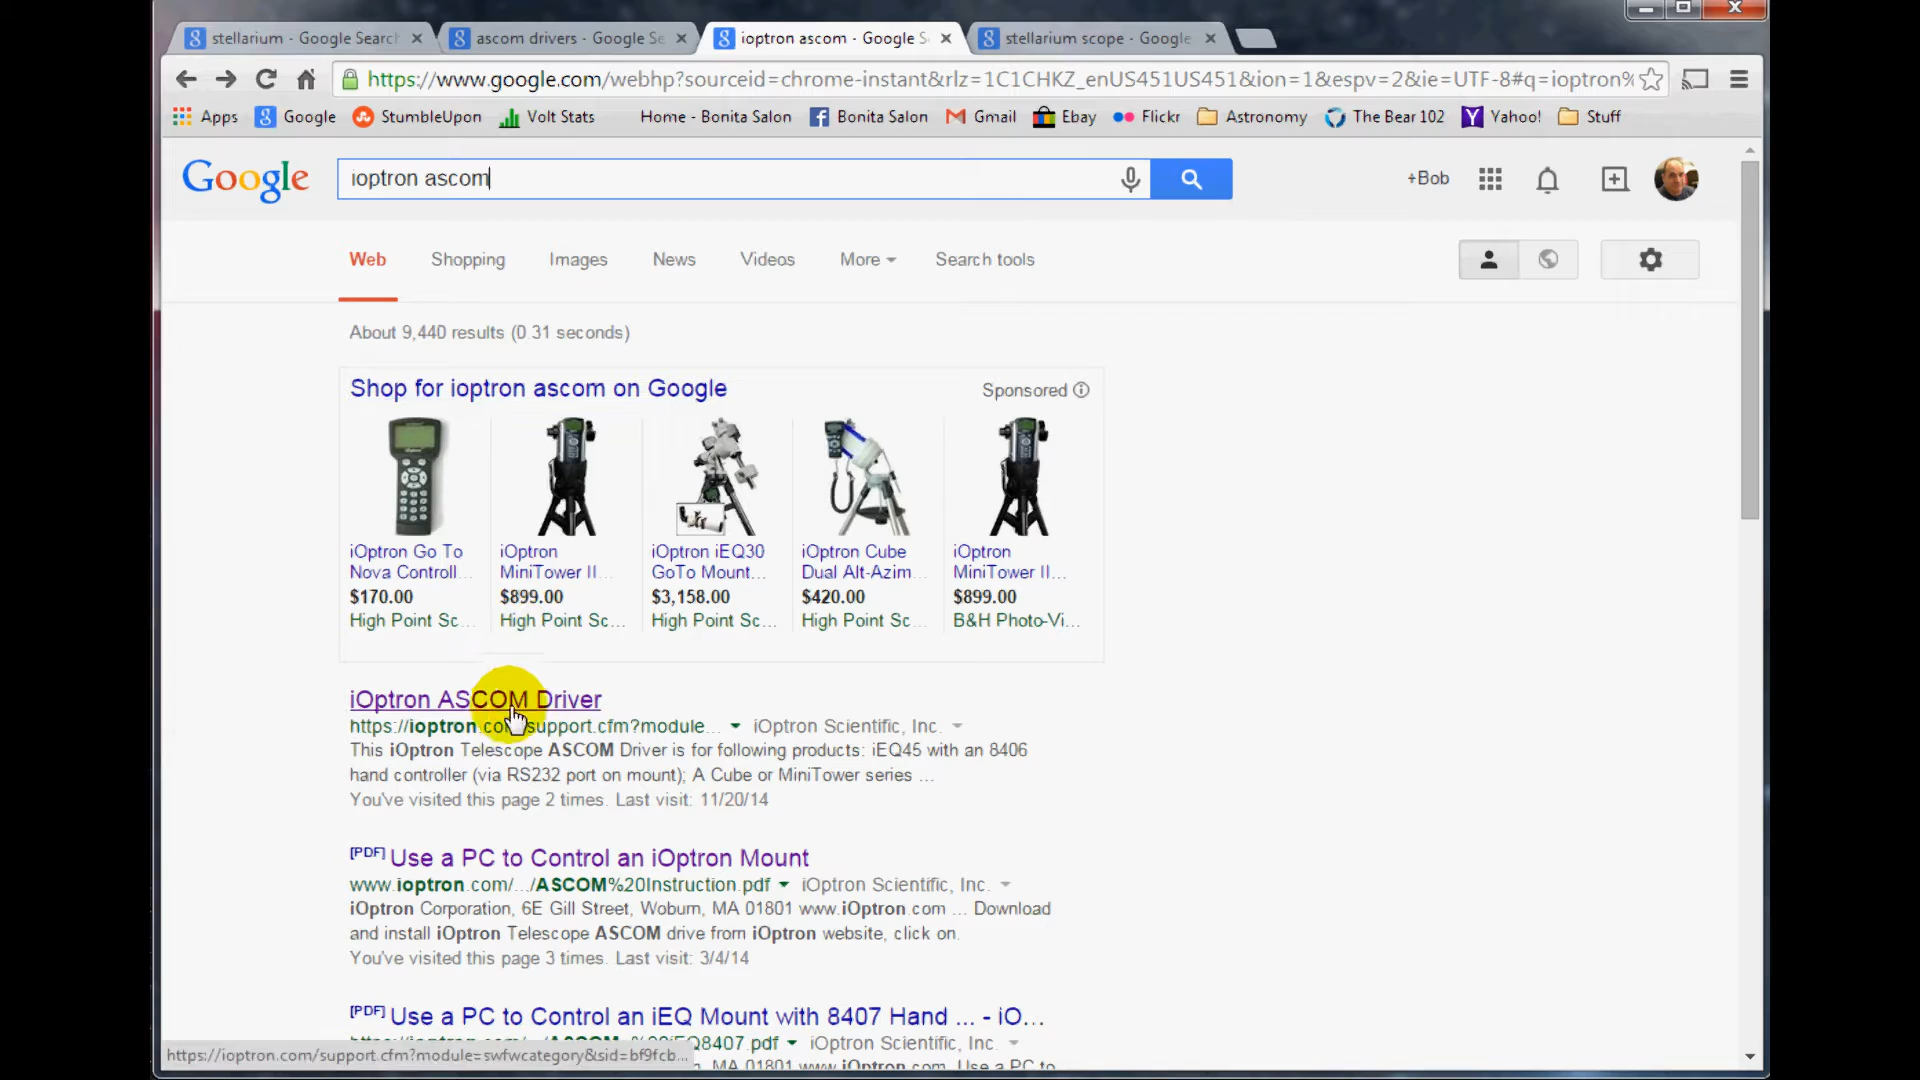 stellarium - Google Search
ascom drivers - Google Se
ioptron ascom - Google S
stellarium scope - Google
https://www.google.com/webhp?sourceid=chrome-instant&rlz=1C1CHKZ_enUS451US451&ion=1&espv=2&ie=UTF-8#q=ioptron%
Apps Google StumbleUpon Volt Stats Home - Bonita Salon Bonita Salon Gmail Ebay Flickr Astronomy The Bear 102 Yahoo! Stuff
Google ioptron ascom +Bob
Web Shopping Images News Videos More Search tools
About 9,440 results (0.31 seconds)
Shop for ioptron ascom on Google Sponsored
iOptron Go To
Nova Controll...
$170.00
High Point Sc...
iOptron
MiniTower II...
$899.00
High Point Sc...
iOptron iEQ30
GoTo Mount...
$3,158.00
High Point Sc...
iOptron Cube
Dual Alt-Azim...
$420.00
High Point Sc...
iOptron
MiniTower II...
$899.00
B&H Photo-Vi...
iOptron ASCOM Driver
https://ioptron.com/support.cfm?module... iOptron Scientific, Inc.
This iOptron Telescope ASCOM Driver is for following products: iEQ45 with an 8406
hand controller (via RS232 port on mount); A Cube or MiniTower series ...
You've visited this page 2 times. Last visit: 11/20/14
[PDF] Use a PC to Control an iOptron Mount
www.ioptron.com/.../ASCOM%20Instruction.pdf iOptron Scientific, Inc.
iOptron Corporation, 6E Gill Street, Woburn, MA 01801 www.iOptron.com ... Download
and install iOptron Telescope ASCOM drive from iOptron website, click on.
You've visited this page 3 times. Last visit: 3/4/14
[PDF] Use a PC to Control an iEQ Mount with 8407 Hand ... - iO...
EQ8407.pdf iOptron Scientific, Inc.
https://ioptron.com/support.cfm?module=swfwcategory&sid=bf9fcb...
MA 01801 www.iOptron.com Use a PC to